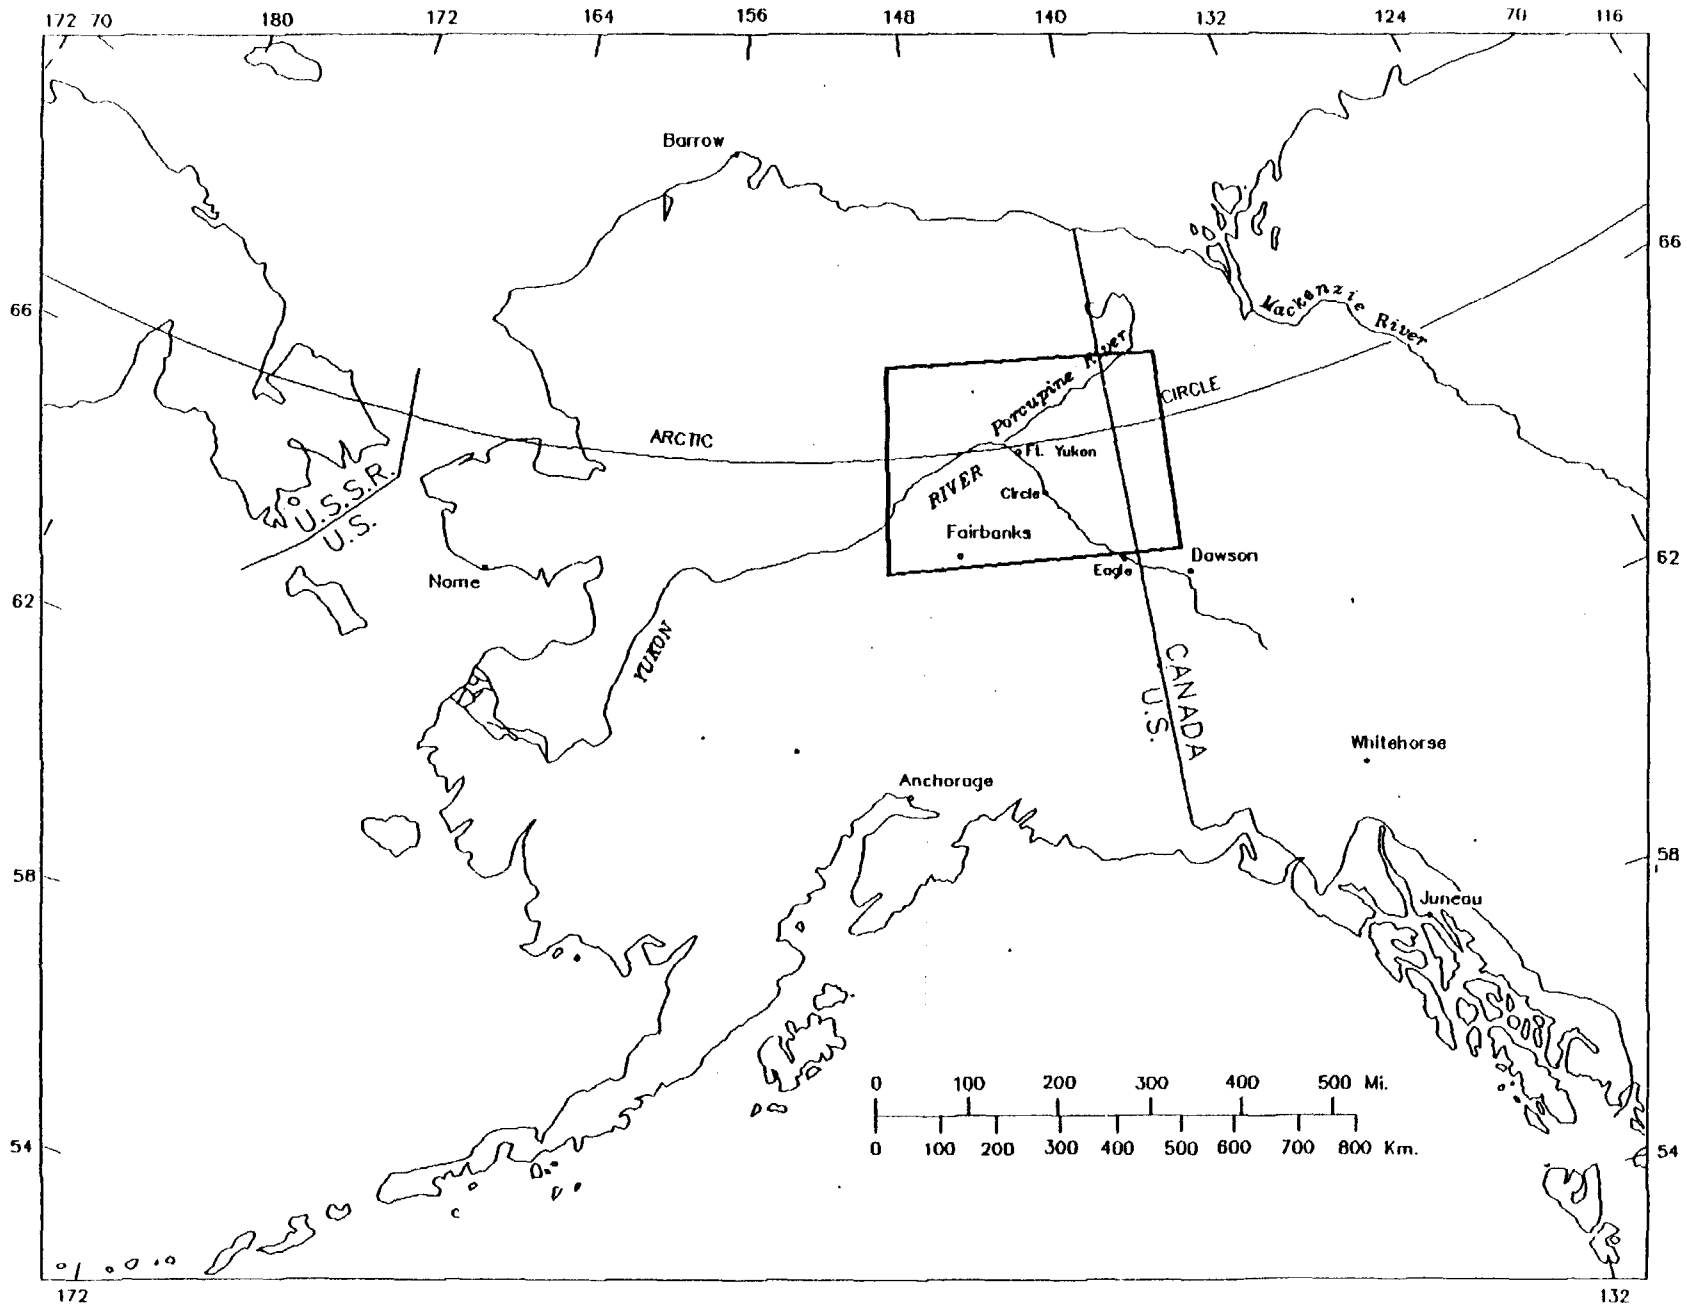 172 70 180 172 164 156 148 140 132 124 70 116
Barrow
66
Mackenzie River
66
Porcupine River
CIRCLE
ARCTIC
Ft. Yukon
RIVER
Circle
U.S.S.R.
U.S.
Fairbanks
Dawson
62
Eagle
Nome
62
YUKON
CANADA
U.S.
Whitehorse
Anchorage
58
58
Juneau
0 100 200 300 400 500 Mi.
0 100 200 300 400 500 600 700 800 Km.
54
54
172
132